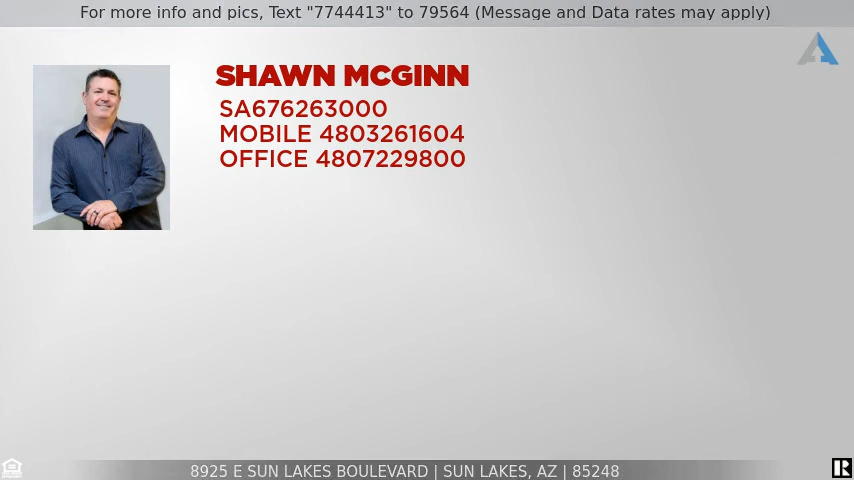 For more info and pics, Text "7744413" to 79564 (Message and Data rates may apply)
SHAWN MCGINN
SA676263000
MOBILE 4803261604
OFFICE 4807229800
8925 E SUN LAKES BOULEVARD | SUN LAKES, AZ | 85248